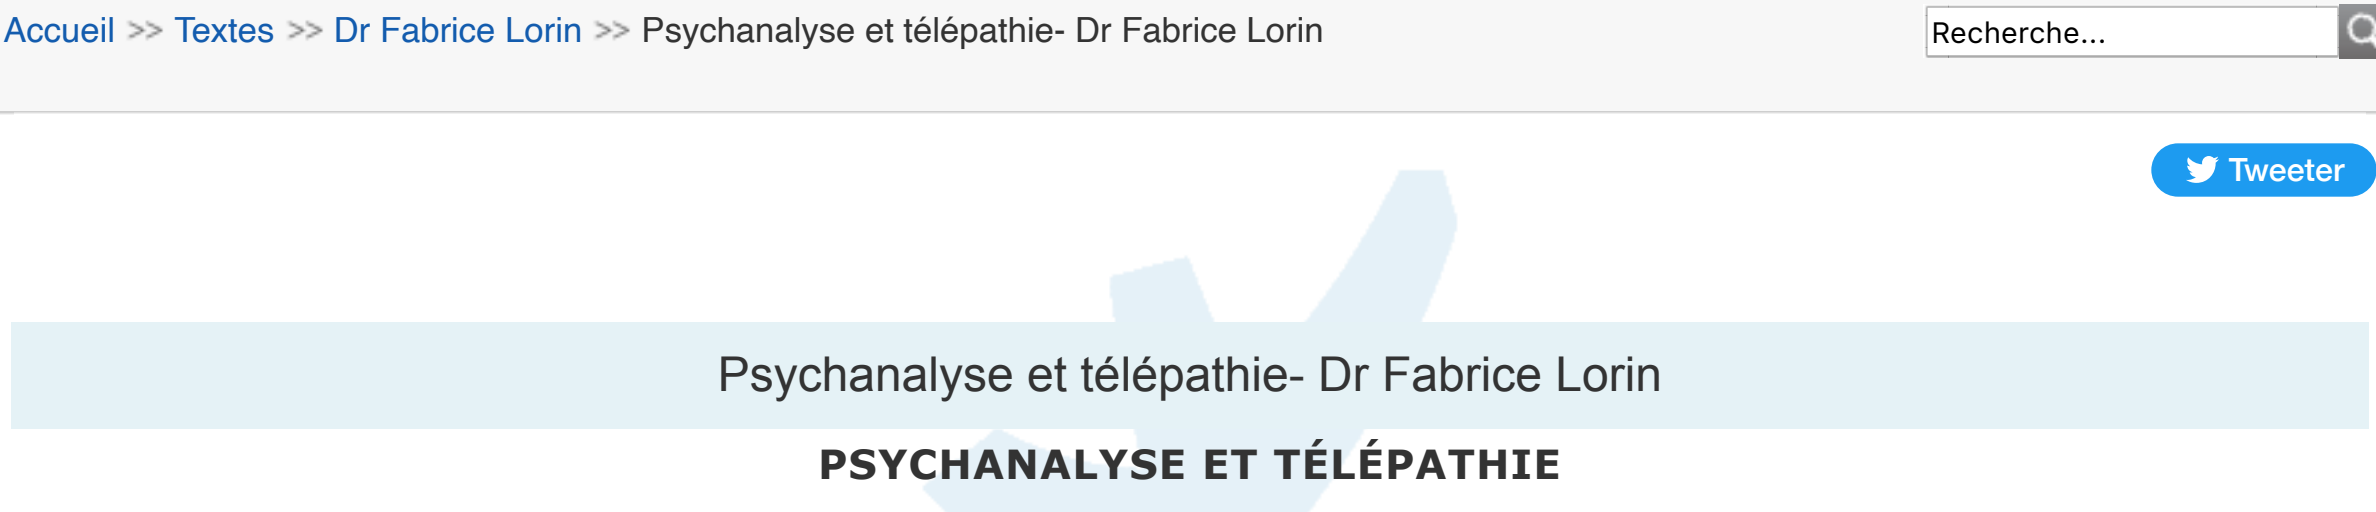 Accueil >> Textes >> Dr Fabrice Lorin >> Psychanalyse et télépathie- Dr Fabrice Lorin
Recherche...
Tweeter
Psychanalyse et télépathie- Dr Fabrice Lorin
PSYCHANALYSE ET TÉLÉPATHIE